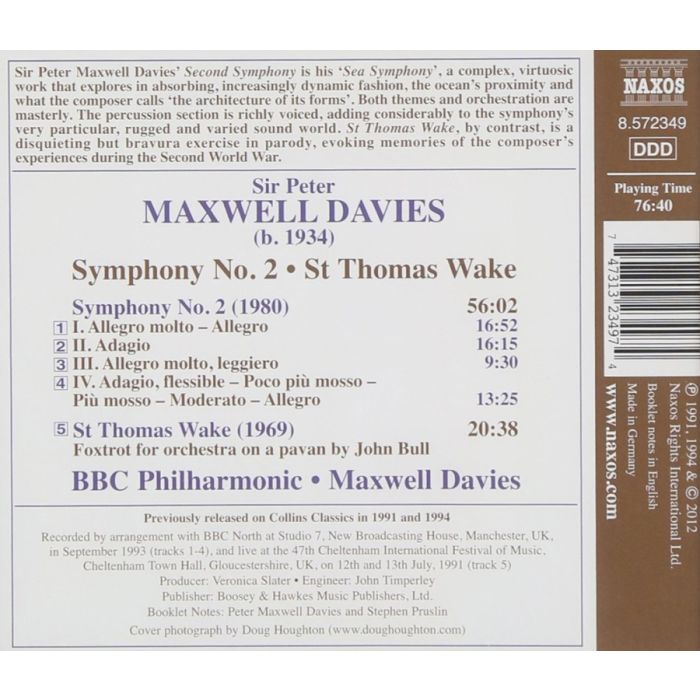 Sir Peter Maxwell Davies' Second Symphony is his 'Sea Symphony', a complex, virtuosic
work that explores in absorbing, increasingly dynamic fashion, the ocean's proximity and
what the composer calls 'the architecture of its forms'. Both themes and orchestration are
masterly. The percussion section is richly voiced, adding considerably to the symphony's
very particular, rugged and varied sound world. St Thomas Wake, by contrast, is a
disquieting but bravura exercise in parody, evoking memories of the composer's
experiences during the Second World War.
Sir Peter
MAXWELL DAVIES
(b. 1934)
Symphony No. 2 • St Thomas Wake
Symphony No. 2 (1980) 56:02
1 I. Allegro molto – Allegro 16:52
2 II. Adagio 16:15
3 III. Allegro molto, leggiero 9:30
4 IV. Adagio, flessibile – Poco più mosso –
Più mosso – Moderato – Allegro 13:25
5 St Thomas Wake (1969) 20:38
Foxtrot for orchestra on a pavan by John Bull
BBC Philharmonic • Maxwell Davies
Previously released on Collins Classics in 1991 and 1994
Recorded by arrangement with BBC North at Studio 7, New Broadcasting House, Manchester, UK,
in September 1993 (tracks 1-4), and live at the 47th Cheltenham International Festival of Music,
Cheltenham Town Hall, Gloucestershire, UK, on 12th and 13th July, 1991 (track 5)
Producer: Veronica Slater • Engineer: John Timperley
Publisher: Boosey & Hawkes Music Publishers, Ltd.
Booklet Notes: Peter Maxwell Davies and Stephen Pruslin
Cover photograph by Doug Houghton (www.doughoughton.com)
NAXOS
8.572349
DDD
Playing Time
76:40
7 47313 23497 4
℗ 1991, 1994 & © 2012
Naxos Rights International Ltd.
Booklet notes in English
Made in Germany
www.naxos.com